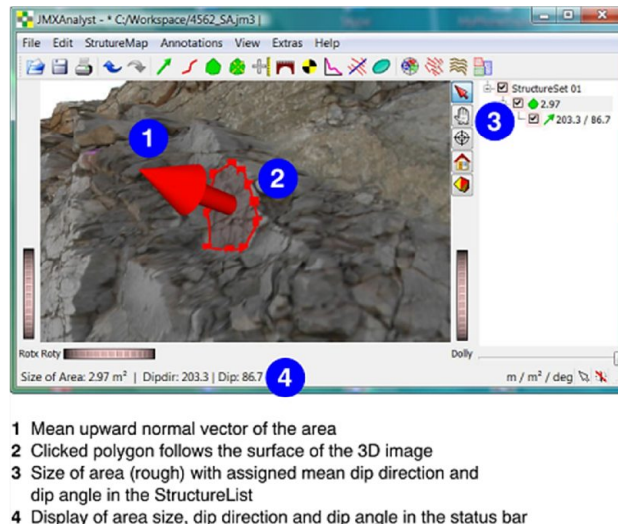 JMXAnalyst - * C:/Workspace/4562_SA.jm3 |
File Edit StrutureMap Annotations View Extras Help
StructureSet 01
2.97
203.3 / 86.7
1
2
3
Rotx Roty
Dolly
Size of Area: 2.97 m² | Dipdir: 203.3 | Dip: 86.7
4
m / m² / deg
1 Mean upward normal vector of the area
2 Clicked polygon follows the surface of the 3D image
3 Size of area (rough) with assigned mean dip direction and
dip angle in the StructureList
4 Display of area size, dip direction and dip angle in the status bar